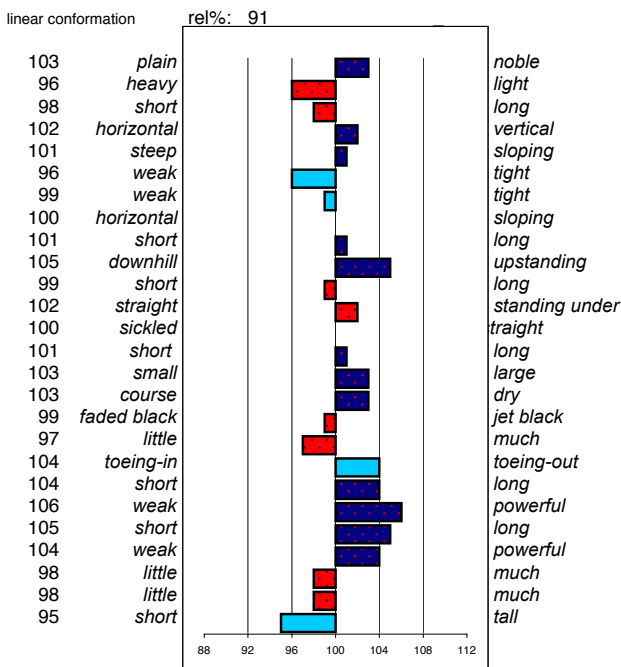 linear conformation rel%: 91
103 plain noble
96 heavy light
98 short long
102 horizontal vertical
101 steep sloping
96 weak tight
99 weak tight
100 horizontal sloping
101 short long
105 downhill upstanding
99 short long
102 straight standing under
100 sickled traight
101 short long
103 small large
103 course dry
99 faded black jet black
97 little much
104 toeing-in toeing-out
104 short long
106 weak powerful
105 short long
104 weak powerful
98 little much
98 little much
95 short tall
88 92 96 100 104 108 112